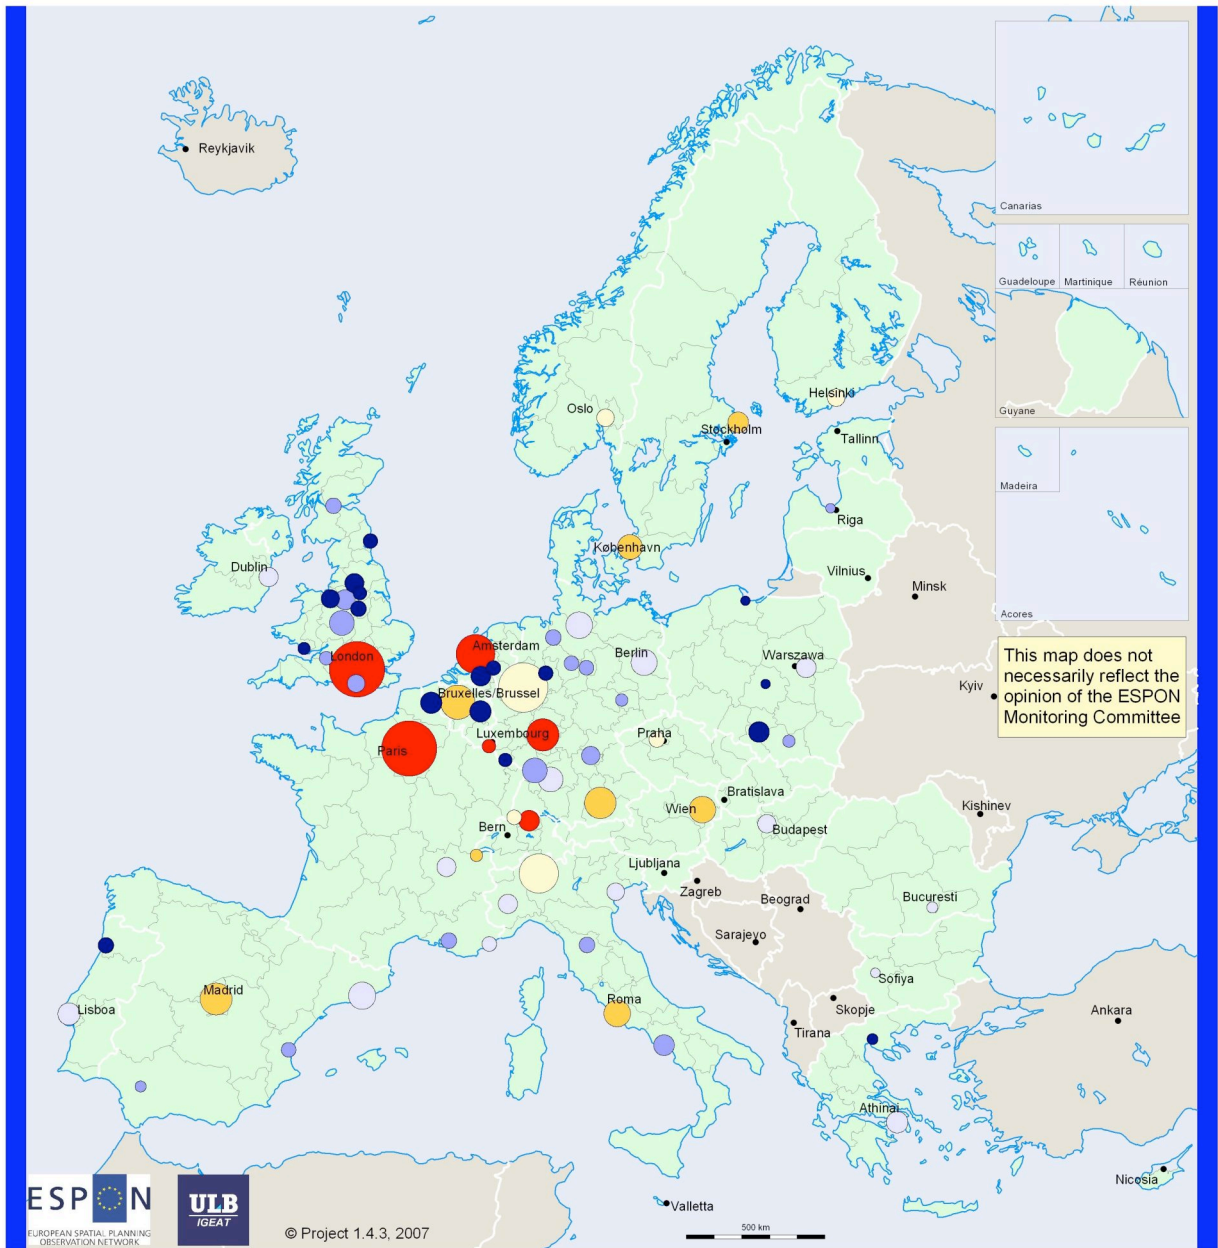 Reykjavik
Canarias
Guadeloupe
Martinique
Réunion
Guyane
Helsinki
Oslo
Stockholm
Tallinn
Madeira
Riga
København
Dublin
Vilnius
Minsk
Acores
Amsterdam
London
Berlin
Warszawa
This map does not
necessarily reflect the
opinion of the ESPON
Monitoring Committee
Kyiv
Bruxelles/Brussel
Luxembourg
Praha
Paris
Bratislava
Kishinev
Wien
Bern
Budapest
Ljubljana
Zagreb
Beograd
Bucuresti
Sarajevo
Sofiya
Madrid
Roma
Lisboa
Skopje
Ankara
Tirana
Athinai
Nicosia
Valletta
ESPON
EUROPEAN SPATIAL PLANNING
OBSERVATION NETWORK
ULB
IGEAT
© Project 1.4.3, 2007
500 km